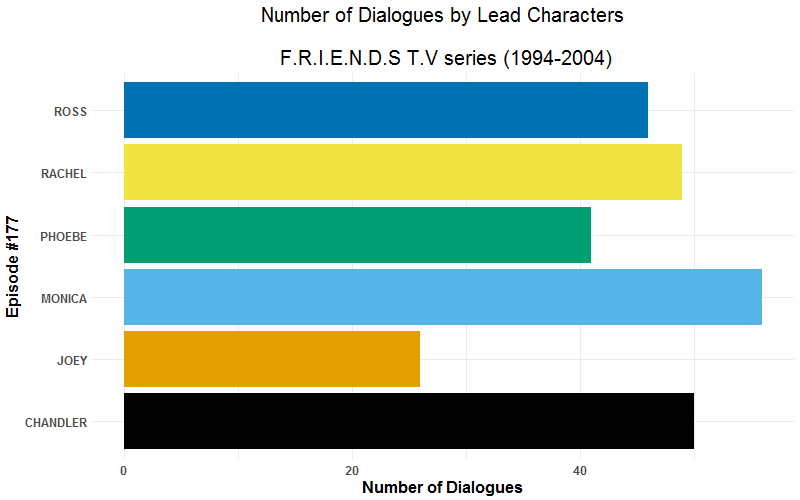 Number of Dialogues by Lead Characters
F.R.I.E.N.D.S T.V series (1994-2004)
Episode #177
ROSS
RACHEL
PHOEBE
MONICA
JOEY
CHANDLER
0 20 40
Number of Dialogues